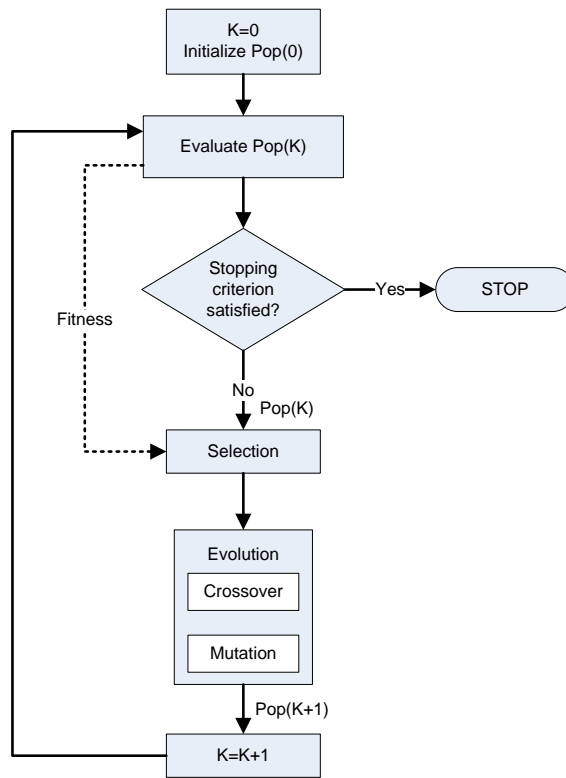 K=0
Initialize Pop(0)
Evaluate Pop(K)
Stopping
criterion
satisfied?
Yes
STOP
Fitness
No
Pop(K)
Selection
Evolution
Crossover
Mutation
Pop(K+1)
K=K+1